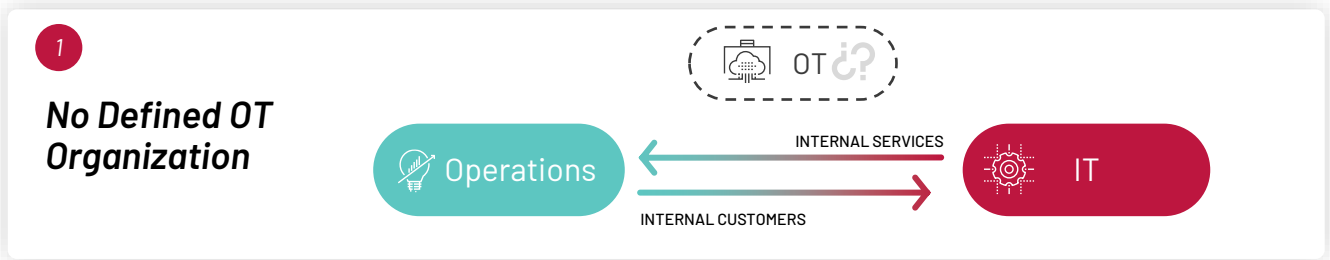 1
No Defined OT
Organization
OT ¿?
Operations
INTERNAL SERVICES
INTERNAL CUSTOMERS
IT